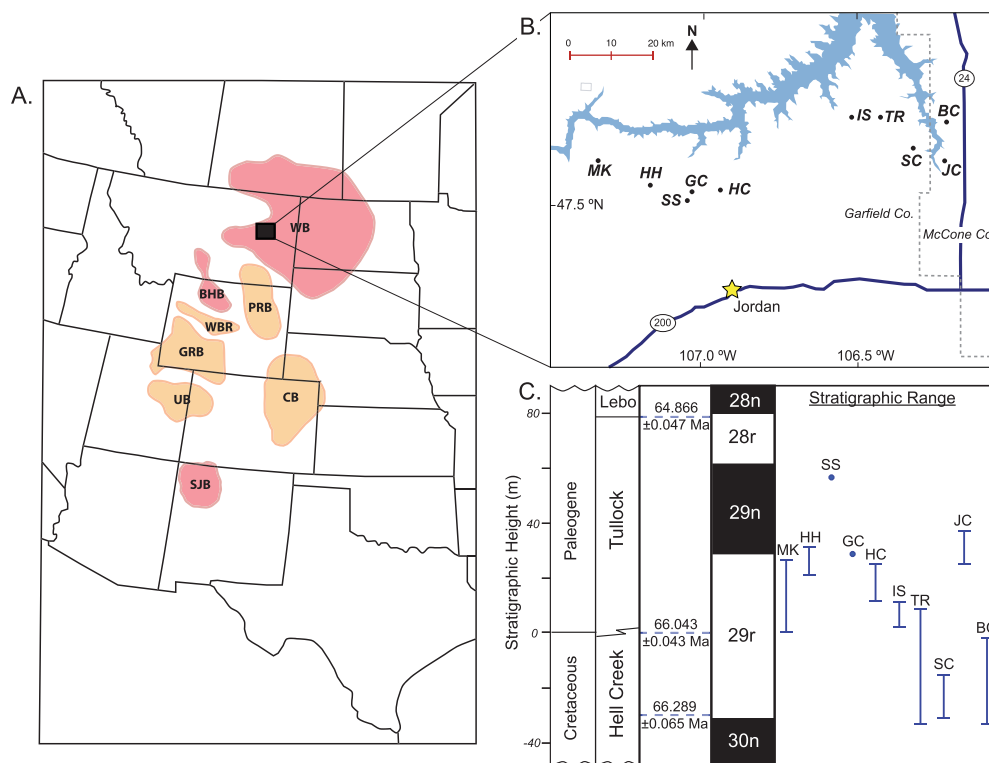 A.
WB
BHB
PRB
WBR
GRB
UB
CB
SJB
B.
0 10 20 km
N
24
IS TR BC
SC JC
MK HH GC HC
SS
47.5 ºN
Garfield Co.
McCone Co
Jordan
200
107.0 ºW 106.5 ºW
C.
Stratigraphic Range
Stratigraphic Height (m)
80
40
0
-40
Paleogene
Cretaceous
Lebo
Tullock
Hell Creek
64.866
±0.047 Ma
66.043
±0.043 Ma
66.289
±0.065 Ma
28n
28r
29n
29r
30n
SS
JC
MK HH GC HC
IS TR
SC BC